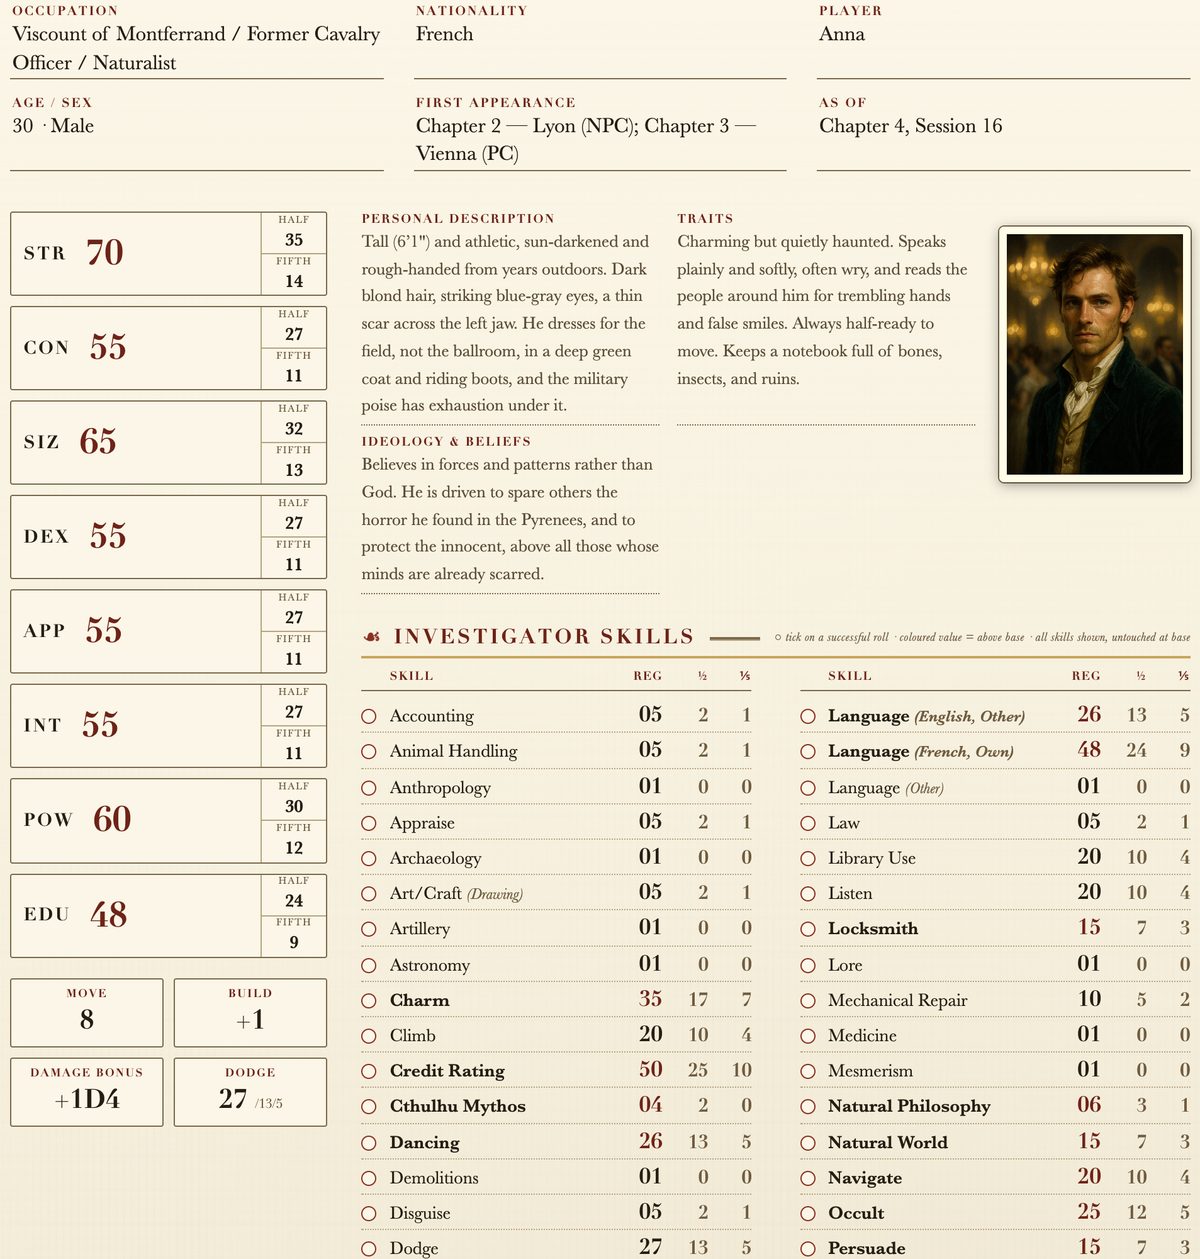 OCCUPATION
Viscount of Montferrand / Former Cavalry
Officer / Naturalist
NATIONALITY
French
PLAYER
Anna
AGE / SEX
30 · Male
FIRST APPEARANCE
Chapter 2 — Lyon (NPC); Chapter 3 —
Vienna (PC)
AS OF
Chapter 4, Session 16
STR 70
HALF
35
FIFTH
14
CON 55
HALF
27
FIFTH
11
SIZ 65
HALF
32
FIFTH
13
DEX 55
HALF
27
FIFTH
11
APP 55
HALF
27
FIFTH
11
INT 55
HALF
27
FIFTH
11
POW 60
HALF
30
FIFTH
12
EDU 48
HALF
24
FIFTH
9
MOVE
8
BUILD
+1
DAMAGE BONUS
+1D4
DODGE
27 /13/5
PERSONAL DESCRIPTION
Tall (6'1") and athletic, sun-darkened and
rough-handed from years outdoors. Dark
blond hair, striking blue-gray eyes, a thin
scar across the left jaw. He dresses for the
field, not the ballroom, in a deep green
coat and riding boots, and the military
poise has exhaustion under it.
TRAITS
Charming but quietly haunted. Speaks
plainly and softly, often wry, and reads the
people around him for trembling hands
and false smiles. Always half-ready to
move. Keeps a notebook full of bones,
insects, and ruins.
IDEOLOGY & BELIEFS
Believes in forces and patterns rather than
God. He is driven to spare others the
horror he found in the Pyrenees, and to
protect the innocent, above all those whose
minds are already scarred.
☙ INVESTIGATOR SKILLS
○ tick on a successful roll · coloured value = above base · all skills shown, untouched at base
SKILL REG ½ ⅕
Accounting 05 2 1
Animal Handling 05 2 1
Anthropology 01 0 0
Appraise 05 2 1
Archaeology 01 0 0
Art/Craft (Drawing) 05 2 1
Artillery 01 0 0
Astronomy 01 0 0
Charm 35 17 7
Climb 20 10 4
Credit Rating 50 25 10
Cthulhu Mythos 04 2 0
Dancing 26 13 5
Demolitions 01 0 0
Disguise 05 2 1
Dodge 27 13 5
SKILL REG ½ ⅕
Language (English, Other) 26 13 5
Language (French, Own) 48 24 9
Language (Other) 01 0 0
Law 05 2 1
Library Use 20 10 4
Listen 20 10 4
Locksmith 15 7 3
Lore 01 0 0
Mechanical Repair 10 5 2
Medicine 01 0 0
Mesmerism 01 0 0
Natural Philosophy 06 3 1
Natural World 15 7 3
Navigate 20 10 4
Occult 25 12 5
Persuade 15 7 3